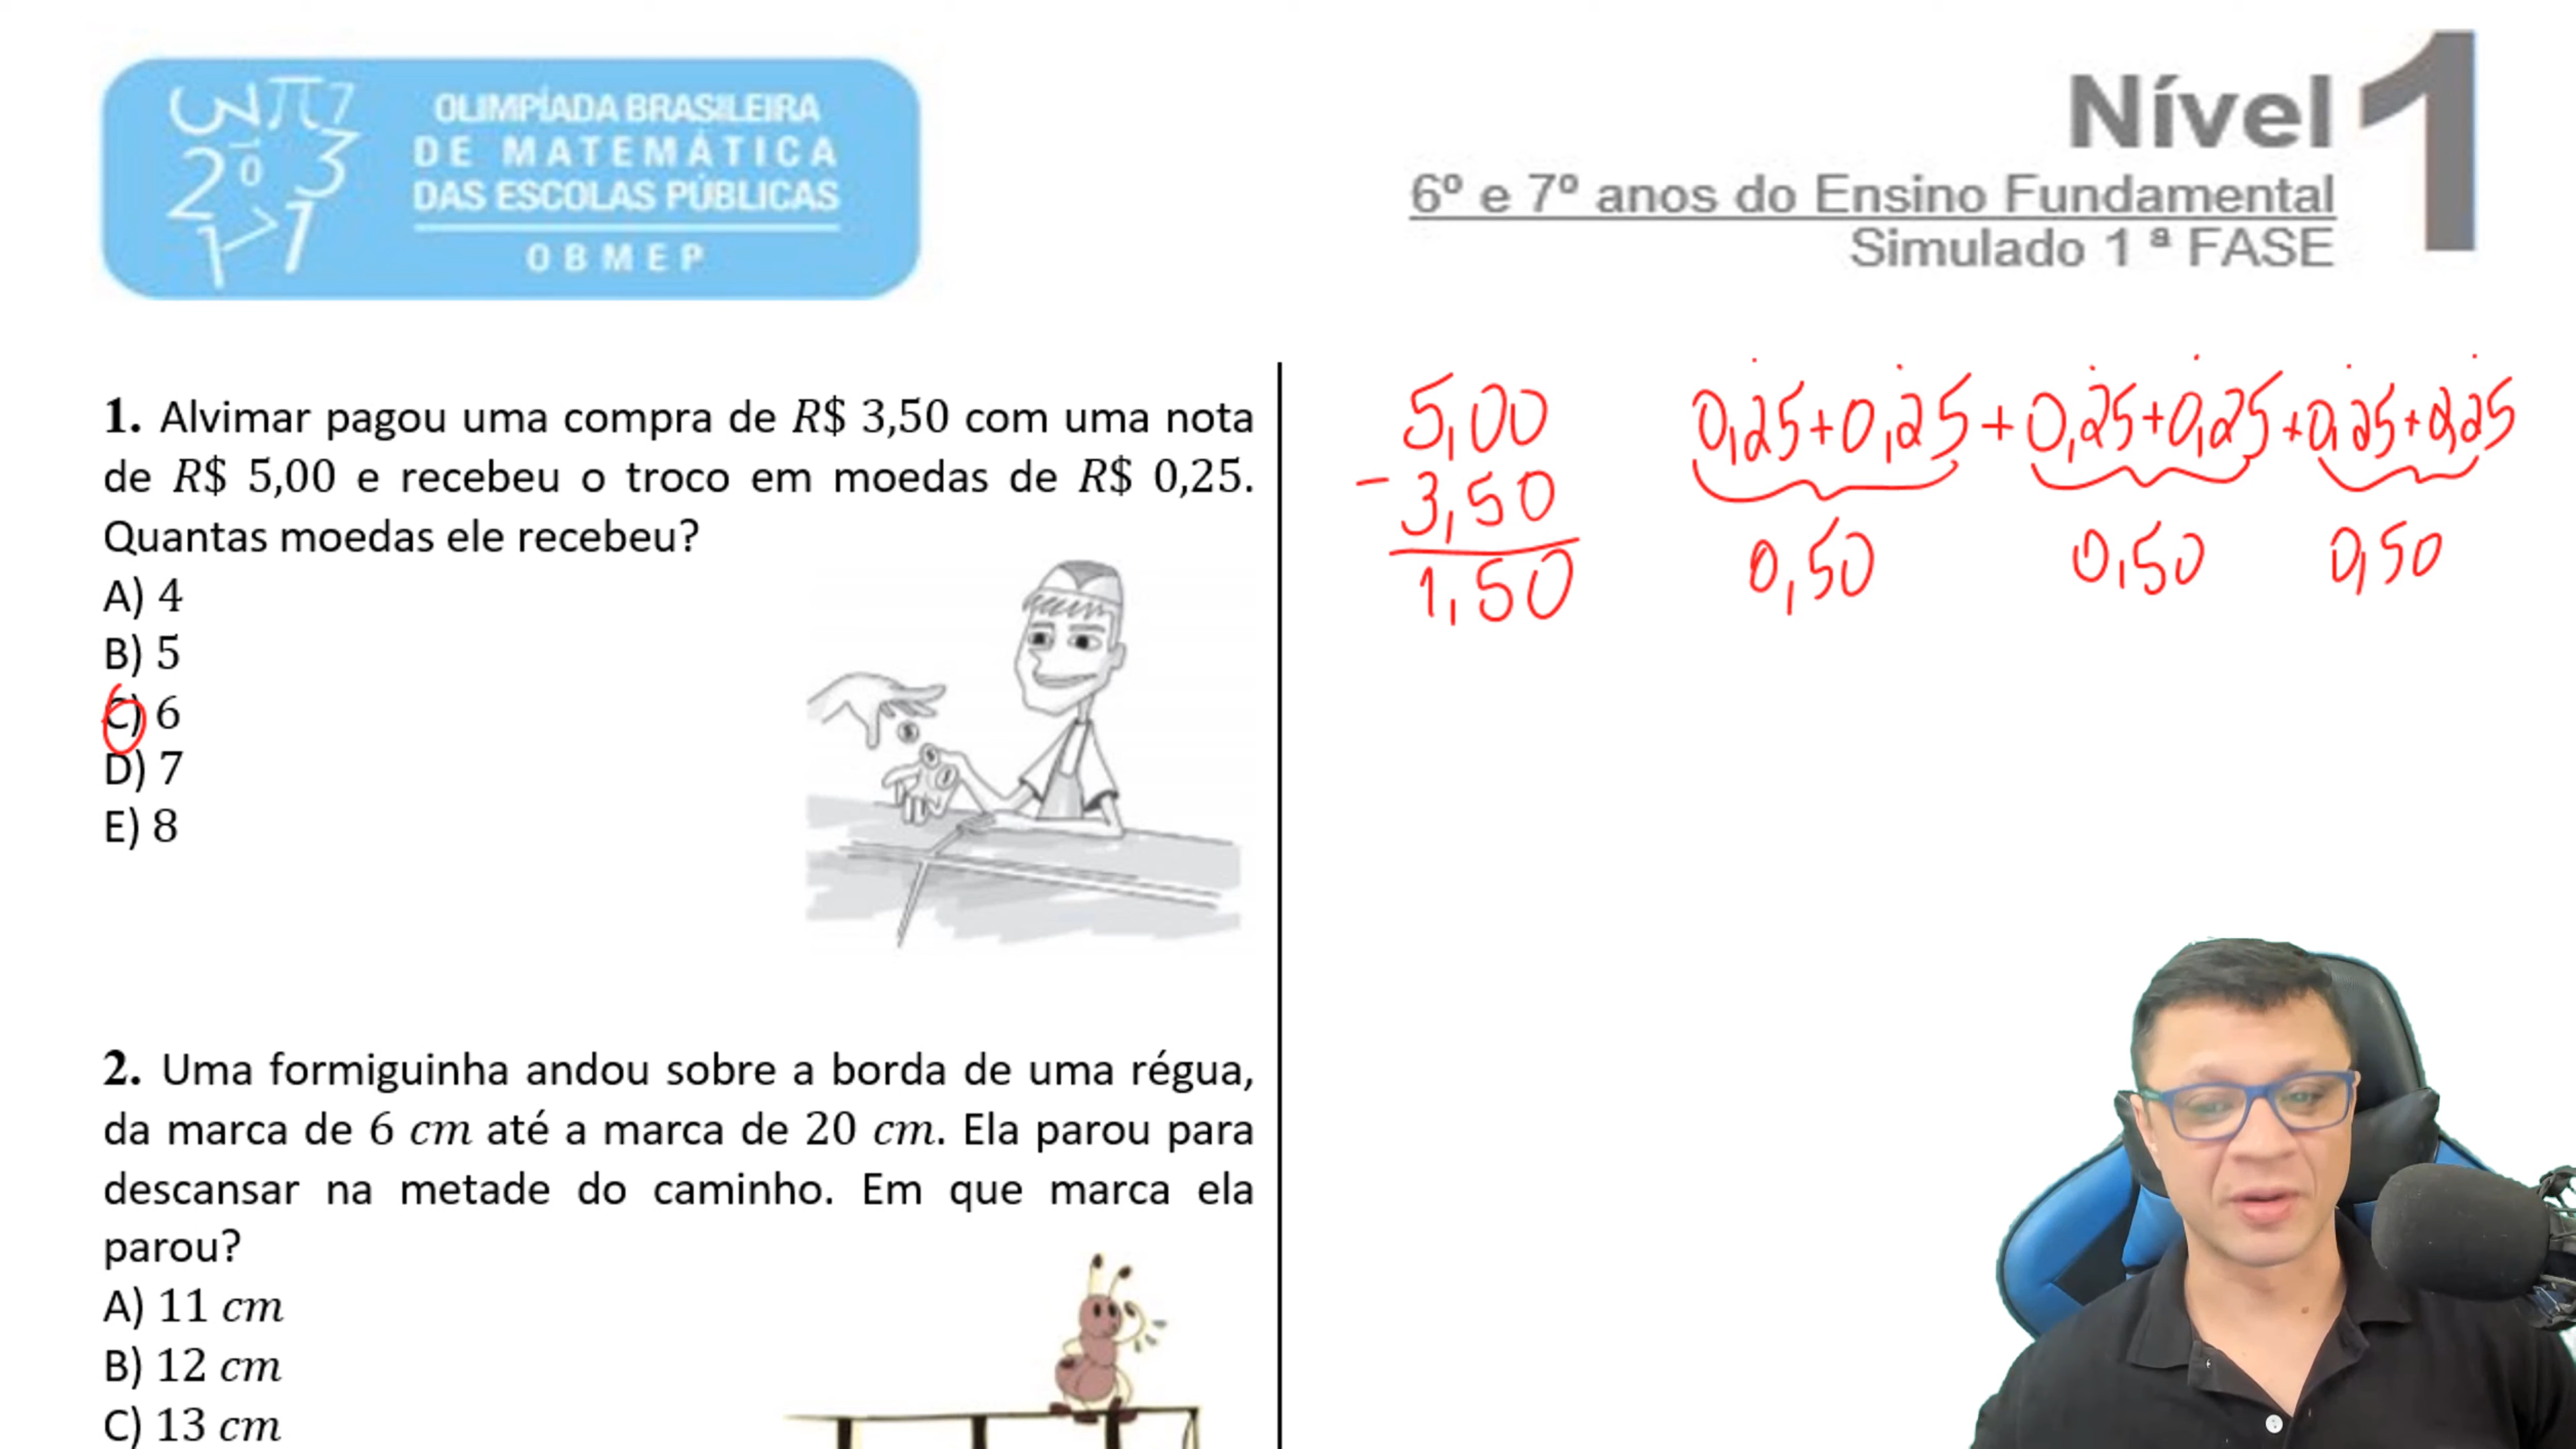 OLIMPÍADA BRASILEIRA
DE MATEMÁTICA
DAS ESCOLAS PÚBLICAS
OBMEP
Nível 1
6º e 7º anos do Ensino Fundamental
Simulado 1 ª FASE
1. Alvimar pagou uma compra de R$ 3,50 com uma nota
de R$ 5,00 e recebeu o troco em moedas de R$ 0,25.
Quantas moedas ele recebeu?
A) 4
B) 5
C) 6
D) 7
E) 8
5,00
- 3,50
1,50
0,25+0,25+0,25+0,25+0,25+0,25
0,50 0,50 0,50
2. Uma formiguinha andou sobre a borda de uma régua,
da marca de 6 cm até a marca de 20 cm. Ela parou para
descansar na metade do caminho. Em que marca ela
parou?
A) 11 cm
B) 12 cm
C) 13 cm